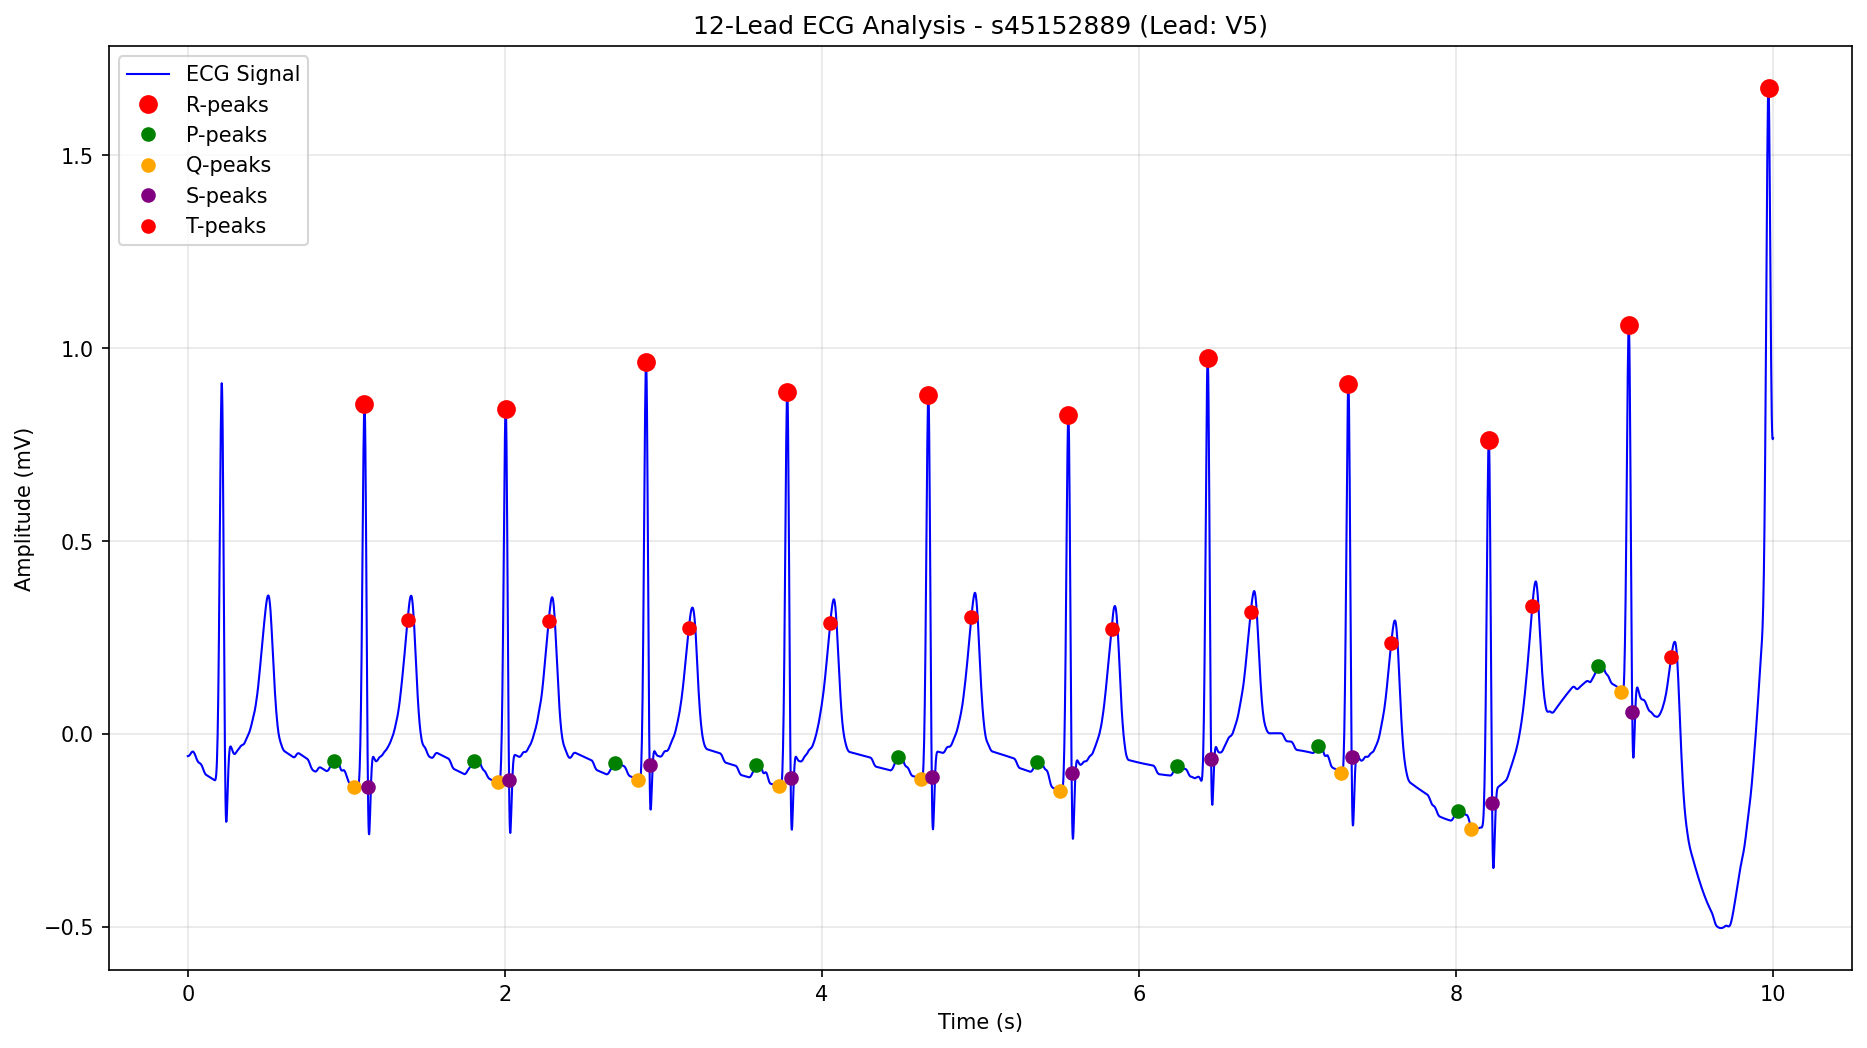 12-Lead ECG Analysis - s45152889 (Lead: V5)
ECG Signal
R-peaks
P-peaks
Q-peaks
S-peaks
T-peaks
Amplitude (mV)
1.5
1.0
0.5
0.0
−0.5
0
2
4
6
8
10
Time (s)